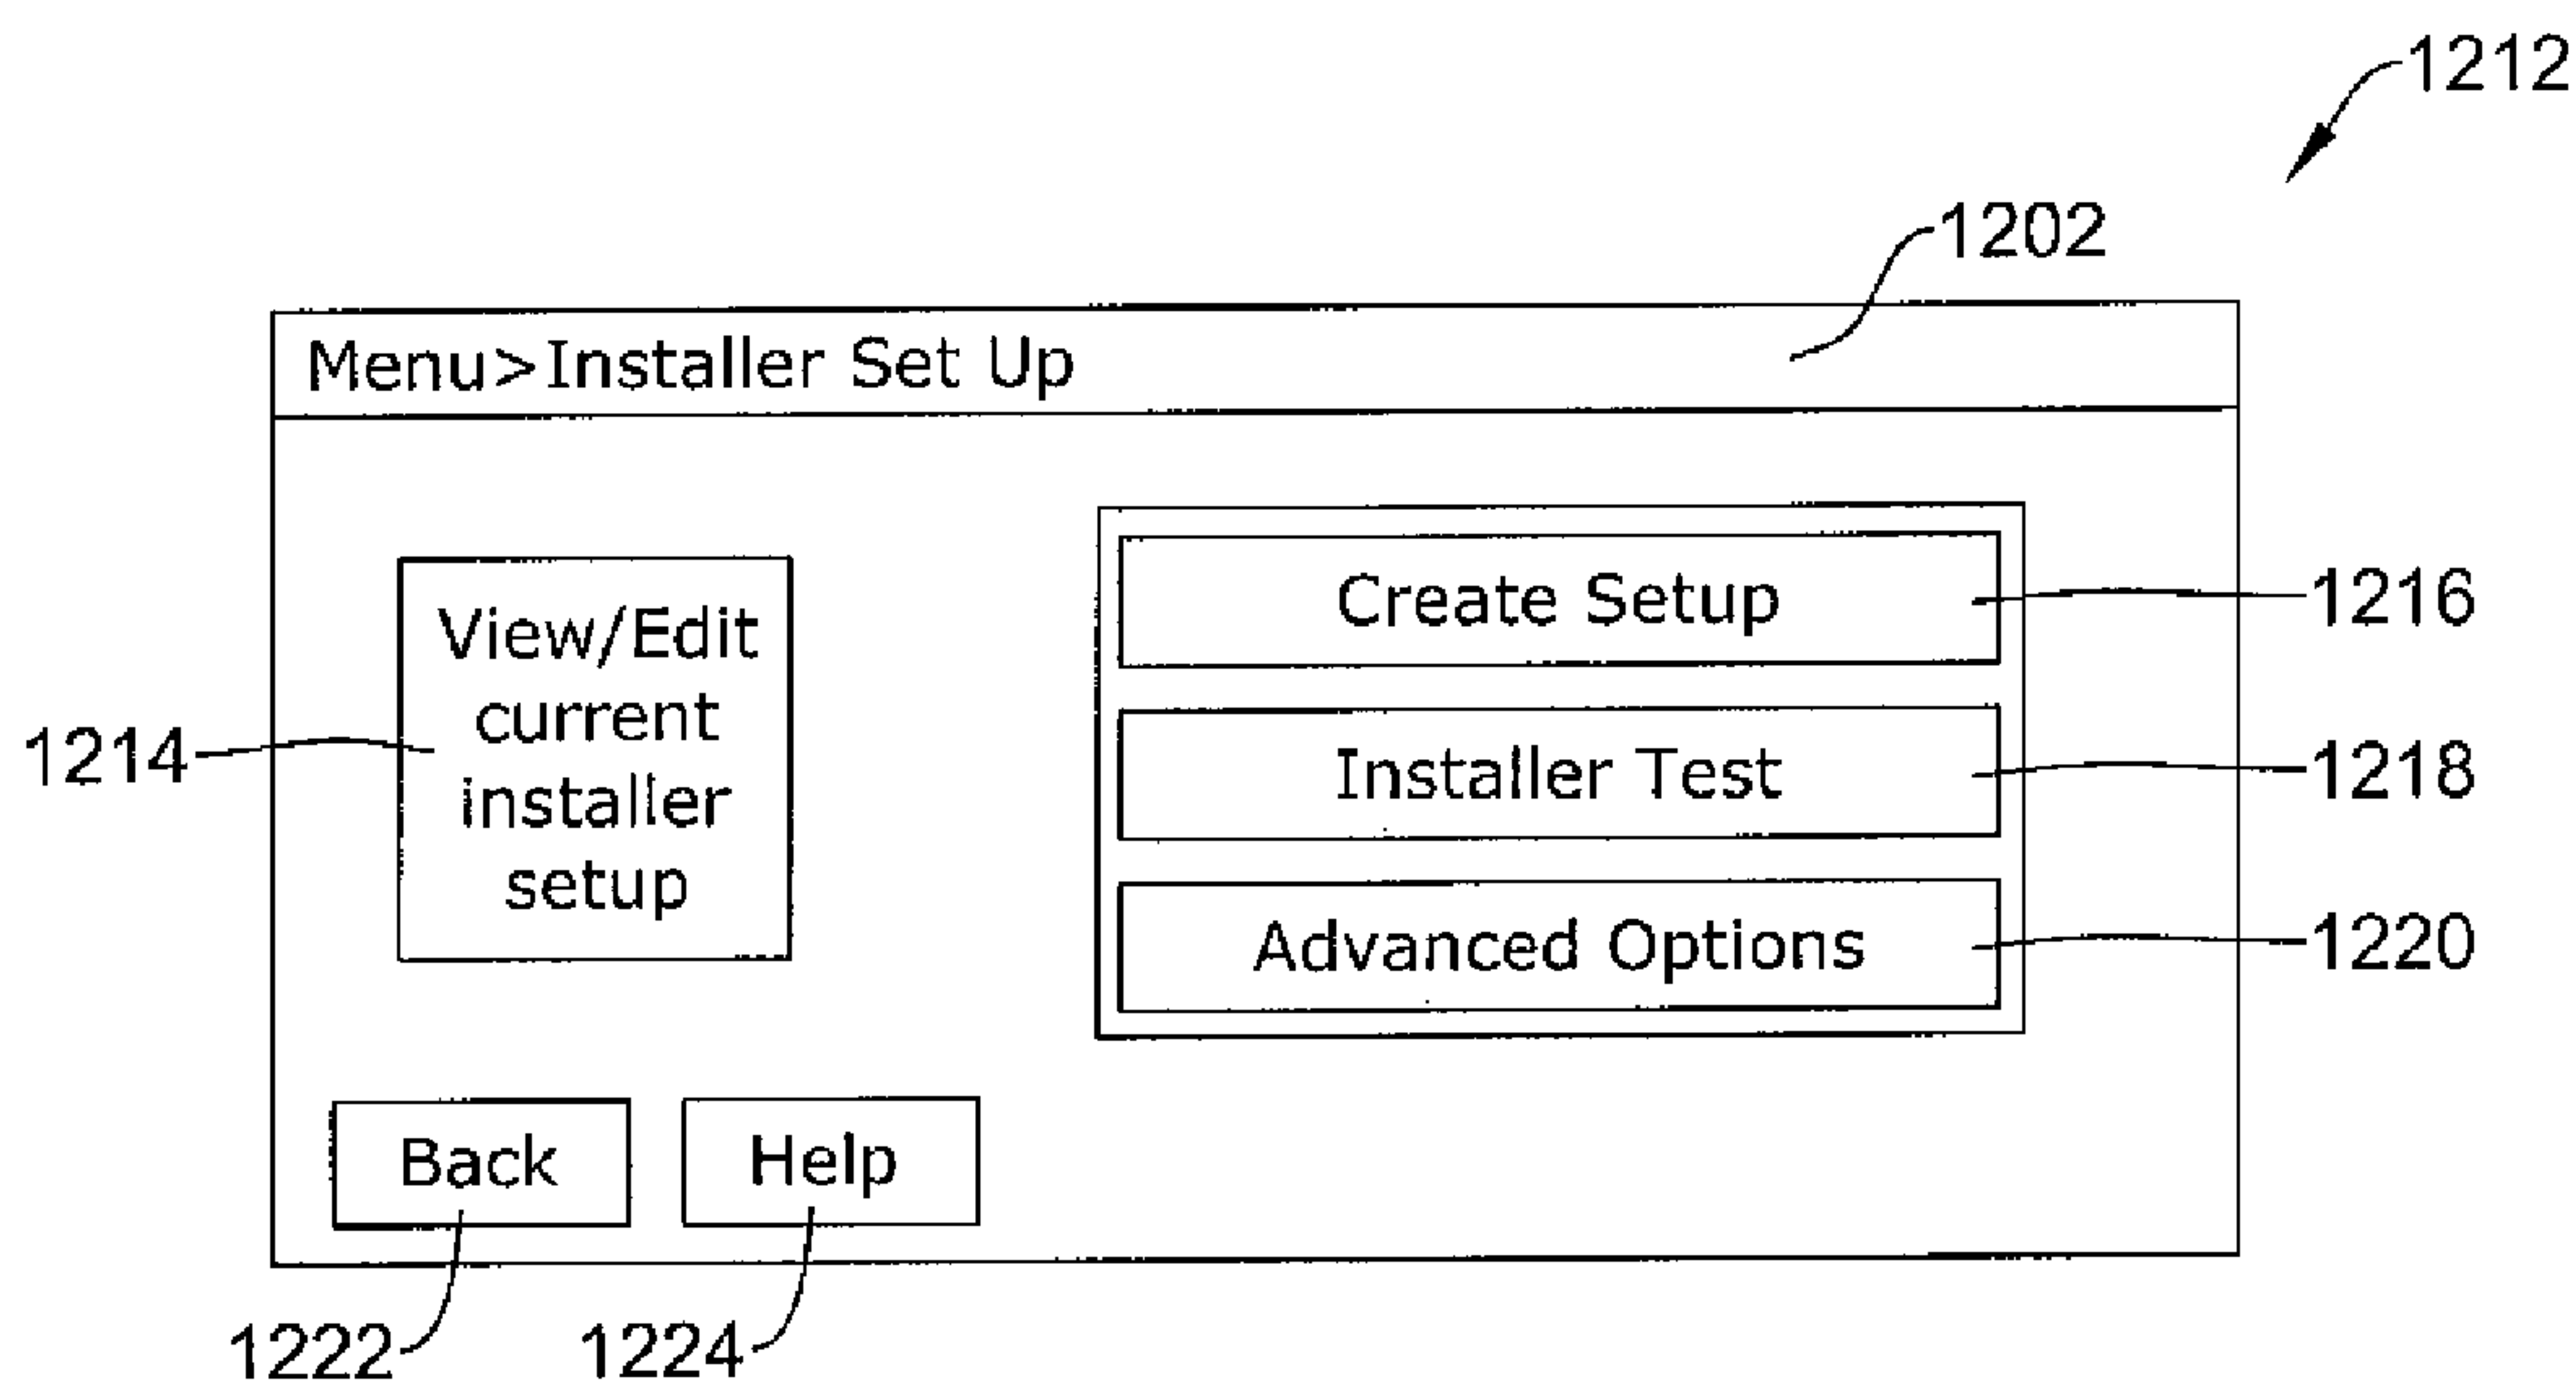 1212
1202
Menu>Installer Set Up
View/Edit
current
installer
setup
1214
Create Setup
1216
Installer Test
1218
Advanced Options
1220
Back
Help
1222
1224